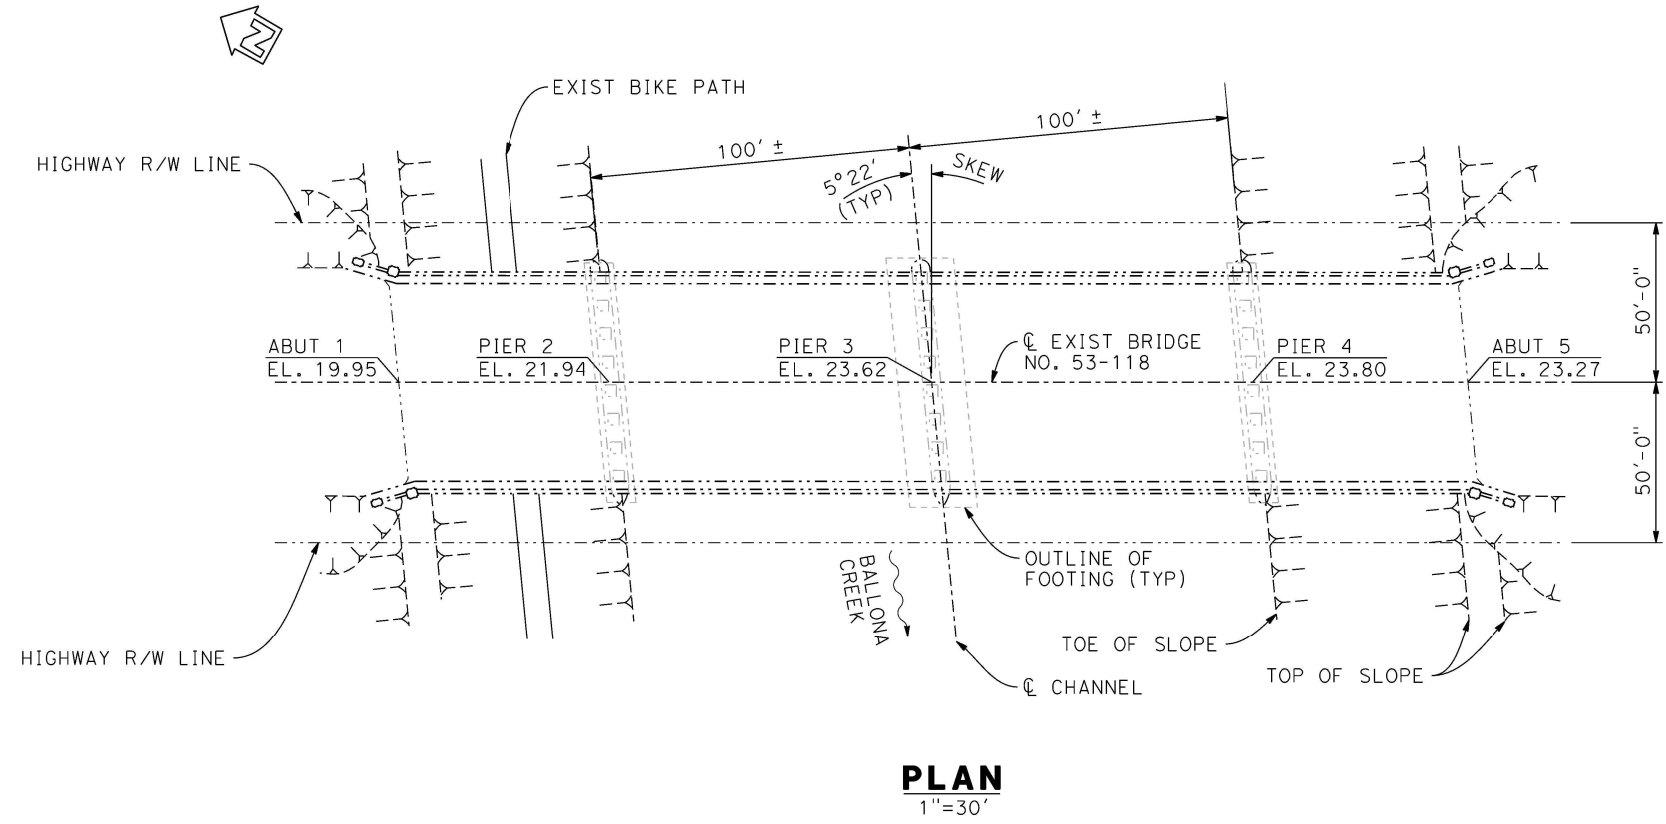 N
EXIST BIKE PATH
HIGHWAY R/W LINE
100' ±
100' ±
5°22'
(TYP)
SKEW
50'-0"
ABUT 1
EL. 19.95
PIER 2
EL. 21.94
PIER 3
EL. 23.62
℄ EXIST BRIDGE
NO. 53-118
PIER 4
EL. 23.80
ABUT 5
EL. 23.27
50'-0"
BALLONA
CREEK
OUTLINE OF
FOOTING (TYP)
HIGHWAY R/W LINE
TOE OF SLOPE
TOP OF SLOPE
℄ CHANNEL
PLAN
1"=30'